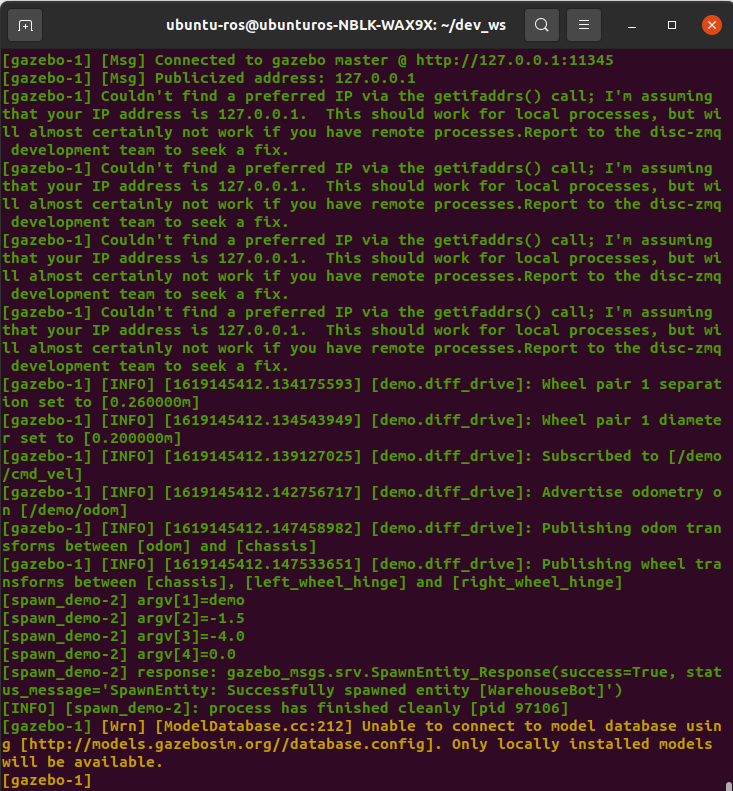 ubuntu-ros@ubunturos-NBLK-WAX9X: ~/dev_ws
[gazebo-1] [Msg] Connected to gazebo master @ http://127.0.0.1:11345
[gazebo-1] [Msg] Publicized address: 127.0.0.1
[gazebo-1] Couldn't find a preferred IP via the getifaddrs() call; I'm assuming
that your IP address is 127.0.0.1.  This should work for local processes, but wi
ll almost certainly not work if you have remote processes.Report to the disc-zmq
 development team to seek a fix.
[gazebo-1] Couldn't find a preferred IP via the getifaddrs() call; I'm assuming
that your IP address is 127.0.0.1.  This should work for local processes, but wi
ll almost certainly not work if you have remote processes.Report to the disc-zmq
 development team to seek a fix.
[gazebo-1] Couldn't find a preferred IP via the getifaddrs() call; I'm assuming
that your IP address is 127.0.0.1.  This should work for local processes, but wi
ll almost certainly not work if you have remote processes.Report to the disc-zmq
 development team to seek a fix.
[gazebo-1] Couldn't find a preferred IP via the getifaddrs() call; I'm assuming
that your IP address is 127.0.0.1.  This should work for local processes, but wi
ll almost certainly not work if you have remote processes.Report to the disc-zmq
 development team to seek a fix.
[gazebo-1] [INFO] [1619145412.134175593] [demo.diff_drive]: Wheel pair 1 separat
ion set to [0.260000m]
[gazebo-1] [INFO] [1619145412.134543949] [demo.diff_drive]: Wheel pair 1 diamete
r set to [0.200000m]
[gazebo-1] [INFO] [1619145412.139127025] [demo.diff_drive]: Subscribed to [/demo
/cmd_vel]
[gazebo-1] [INFO] [1619145412.142756717] [demo.diff_drive]: Advertise odometry o
n [/demo/odom]
[gazebo-1] [INFO] [1619145412.147458982] [demo.diff_drive]: Publishing odom tran
sforms between [odom] and [chassis]
[gazebo-1] [INFO] [1619145412.147533651] [demo.diff_drive]: Publishing wheel tra
nsforms between [chassis], [left_wheel_hinge] and [right_wheel_hinge]
[spawn_demo-2] argv[1]=demo
[spawn_demo-2] argv[2]=-1.5
[spawn_demo-2] argv[3]=-4.0
[spawn_demo-2] argv[4]=0.0
[spawn_demo-2] response: gazebo_msgs.srv.SpawnEntity_Response(success=True, stat
us_message='SpawnEntity: Successfully spawned entity [WarehouseBot]')
[INFO] [spawn_demo-2]: process has finished cleanly [pid 97106]
[gazebo-1] [Wrn] [ModelDatabase.cc:212] Unable to connect to model database usin
g [http://models.gazebosim.org//database.config]. Only locally installed models
will be available.
[gazebo-1]